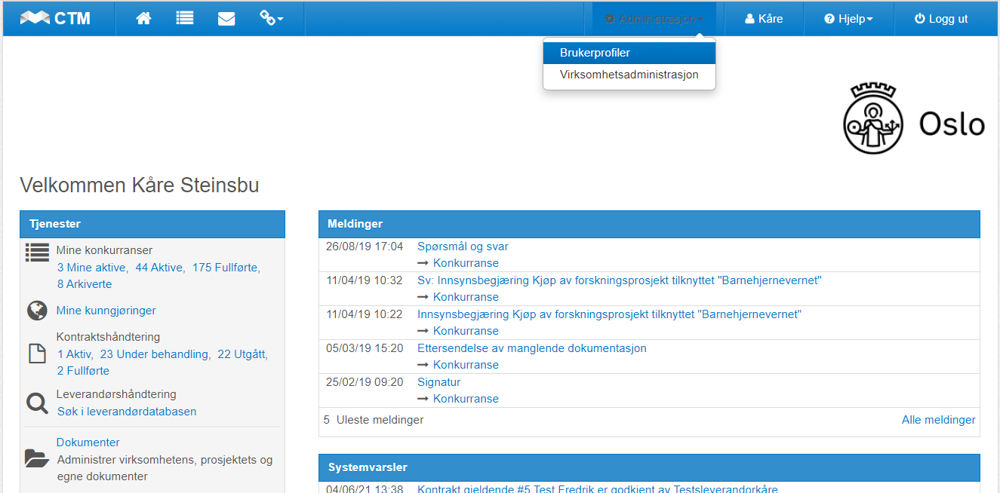 CTM
Administrasjon
Kåre
Hjelp
Logg ut
Brukerprofiler
Virksomhetsadministrasjon
Oslo
Velkommen Kåre Steinsbu
Tjenester
Mine konkurranser
3 Mine aktive, 44 Aktive, 175 Fullførte,
8 Arkiverte
Mine kunngjøringer
Kontraktshåndtering
1 Aktiv, 23 Under behandling, 22 Utgått,
2 Fullførte
Leverandørshåndtering
Søk i leverandørdatabasen
Dokumenter
Administrer virksomhetens, prosjektets og
egne dokumenter
Meldinger
26/08/19 17:04 Spørsmål og svar
→ Konkurranse
11/04/19 10:32 Sv: Innsynsbegjæring Kjøp av forskningsprosjekt tilknyttet "Barnehjernevernet"
→ Konkurranse
11/04/19 10:22 Innsynsbegjæring Kjøp av forskningsprosjekt tilknyttet "Barnehjernevernet"
→ Konkurranse
05/03/19 15:20 Ettersendelse av manglende dokumentasjon
→ Konkurranse
25/02/19 09:20 Signatur
→ Konkurranse
5 Uleste meldinger Alle meldinger
Systemvarsler
04/06/21 13:38 Kontrakt gjeldende #5 Test Fredrik er godkjent av Testsleverandorkåre